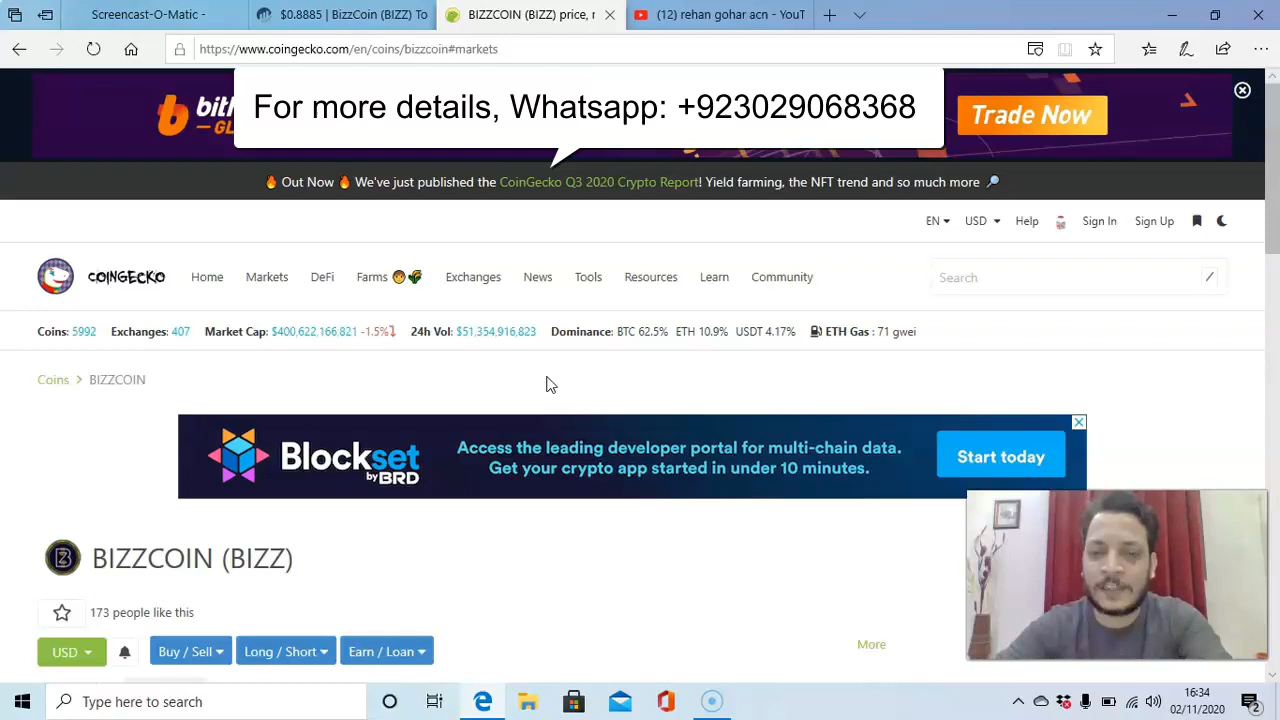 Screencast-O-Matic -
$0.8885 | BizzCoin (BIZZ) To
BIZZCOIN (BIZZ) price, r
(12) rehan gohar acn - YouT
https://www.coingecko.com/en/coins/bizzcoin#markets
For more details, Whatsapp: +923029068368
Trade Now
🔥 Out Now 🔥 We've just published the CoinGecko Q3 2020 Crypto Report! Yield farming, the NFT trend and so much more 🔎
EN USD Help Sign In Sign Up
COINGECKO Home Markets DeFi Farms Exchanges News Tools Resources Learn Community Search /
Coins: 5992 Exchanges: 407 Market Cap: $400,622,166,821 -1.5% 24h Vol: $51,354,916,823 Dominance: BTC 62.5% ETH 10.9% USDT 4.17% ETH Gas : 71 gwei
Coins > BIZZCOIN
Blockset by BRD
Access the leading developer portal for multi-chain data.
Get your crypto app started in under 10 minutes.
Start today
BIZZCOIN (BIZZ)
173 people like this
USD Buy / Sell Long / Short Earn / Loan More
Type here to search
16:34
02/11/2020
2